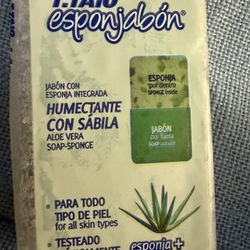 esponjabón®
JABÓN CON
ESPONJA INTEGRADA
HUMECTANTE
CON SÁBILA
ALOE VERA
SOAP-SPONGE
ESPONJA
por dentro
SPONGE inside
JABÓN
por fuera
SOAP outside
• PARA TODO
TIPO DE PIEL
for all skin types
• TESTEADO
esponja +